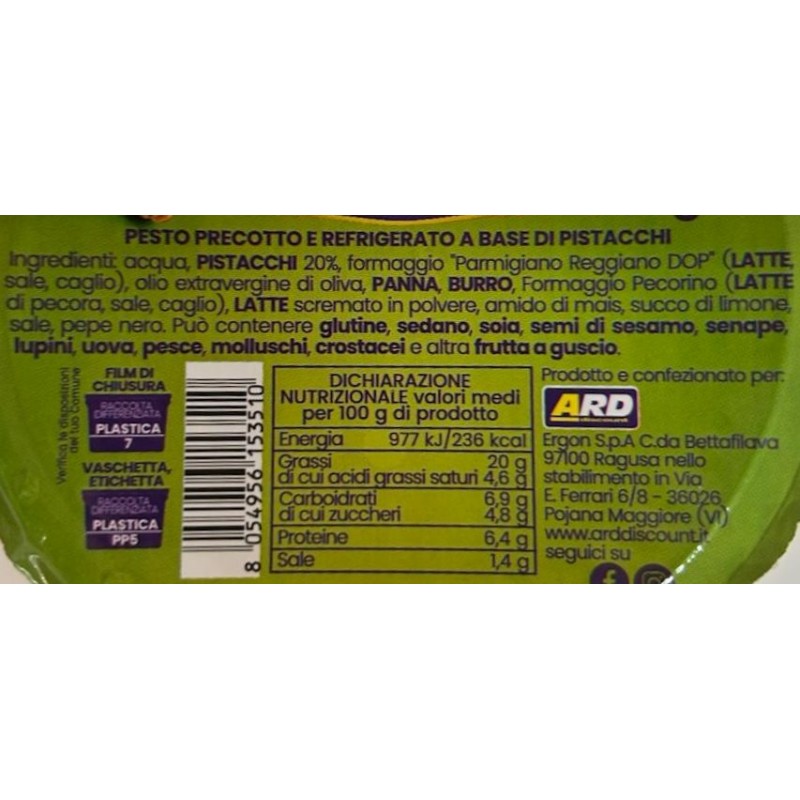 PESTO PRECOTTO E REFRIGERATO A BASE DI PISTACCHI
Ingredienti: acqua, PISTACCHI 20%, formaggio "Parmigiano Reggiano DOP" (LATTE,
sale, caglio), olio extravergine di oliva, PANNA, BURRO, Formaggio Pecorino (LATTE
di pecora, sale, caglio), LATTE scremato in polvere, amido di mais, succo di limone,
sale, pepe nero. Può contenere glutine, sedano, soia, semi di sesamo, senape,
lupini, uova, pesce, molluschi, crostacei e altra frutta a guscio.
Verifica le disposizioni
del tuo Comune
FILM DI
CHIUSURA
RACCOLTA
DIFFERENZIATA
PLASTICA
7
VASCHETTA,
ETICHETTA
RACCOLTA
DIFFERENZIATA
PLASTICA
PP5
8 054956 153510
DICHIARAZIONE
NUTRIZIONALE valori medi
per 100 g di prodotto
Energia 977 kJ/236 kcal
Grassi 20 g
di cui acidi grassi saturi 4,6 g
Carboidrati 6,9 g
di cui zuccheri 4,8 g
Proteine 6,4 g
Sale 1,4 g
Prodotto e confezionato per:
ARD
discount
Ergon S.p.A C.da Bettafilava
97100 Ragusa nello
stabilimento in Via
E. Ferrari 6/8 - 36026
Pojana Maggiore (VI)
www.arddiscount.it
seguici su